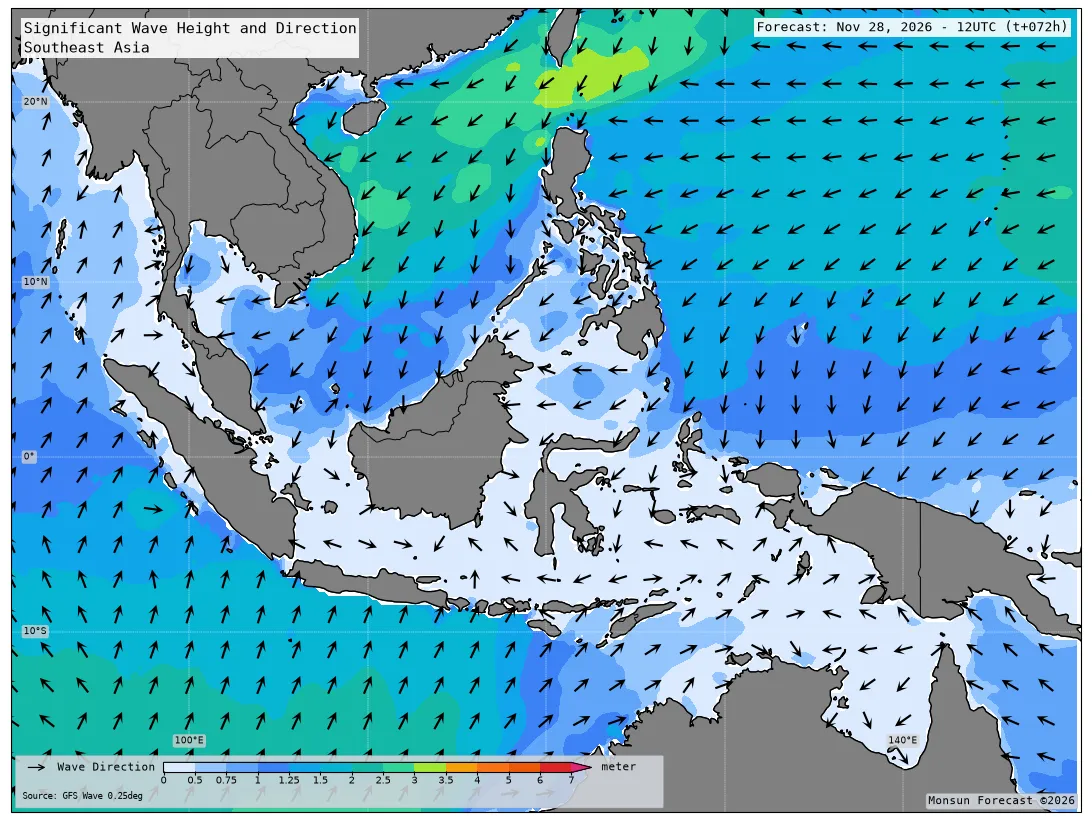 Significant Wave Height and Direction
Southeast Asia
Forecast: Nov 28, 2026 - 12UTC (t+072h)
20°N
10°N
0°
10°S
100°E
140°E
Wave Direction
meter
0 0.5 0.75 1 1.25 1.5 2 2.5 3 3.5 4 5 6 7
Source: GFS Wave 0.25deg
Monsun Forecast ©2026